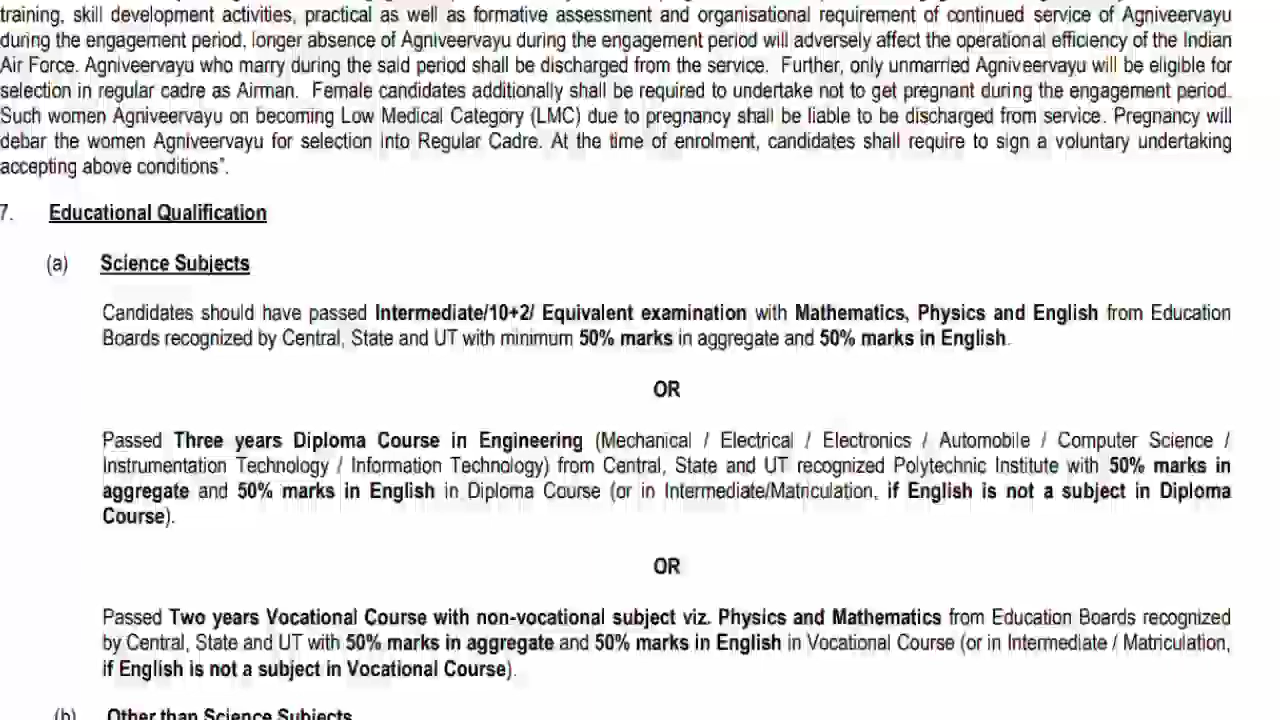 training, skill development activities, practical as well as formative assessment and organisational requirement of continued service of Agniveervayu
during the engagement period, longer absence of Agniveervayu during the engagement period will adversely affect the operational efficiency of the Indian
Air Force. Agniveervayu who marry during the said period shall be discharged from the service. Further, only unmarried Agniveervayu will be eligible for
selection in regular cadre as Airman. Female candidates additionally shall be required to undertake not to get pregnant during the engagement period.
Such women Agniveervayu on becoming Low Medical Category (LMC) due to pregnancy shall be liable to be discharged from service. Pregnancy will
debar the women Agniveervayu for selection into Regular Cadre. At the time of enrolment, candidates shall require to sign a voluntary undertaking
accepting above conditions".
7. Educational Qualification
(a) Science Subjects
Candidates should have passed Intermediate/10+2/ Equivalent examination with Mathematics, Physics and English from Education
Boards recognized by Central, State and UT with minimum 50% marks in aggregate and 50% marks in English.
OR
Passed Three years Diploma Course in Engineering (Mechanical / Electrical / Electronics / Automobile / Computer Science /
Instrumentation Technology / Information Technology) from Central, State and UT recognized Polytechnic Institute with 50% marks in
aggregate and 50% marks in English in Diploma Course (or in Intermediate/Matriculation, if English is not a subject in Diploma
Course).
OR
Passed Two years Vocational Course with non-vocational subject viz. Physics and Mathematics from Education Boards recognized
by Central, State and UT with 50% marks in aggregate and 50% marks in English in Vocational Course (or in Intermediate / Matriculation,
if English is not a subject in Vocational Course).
(b) Other than Science Subjects